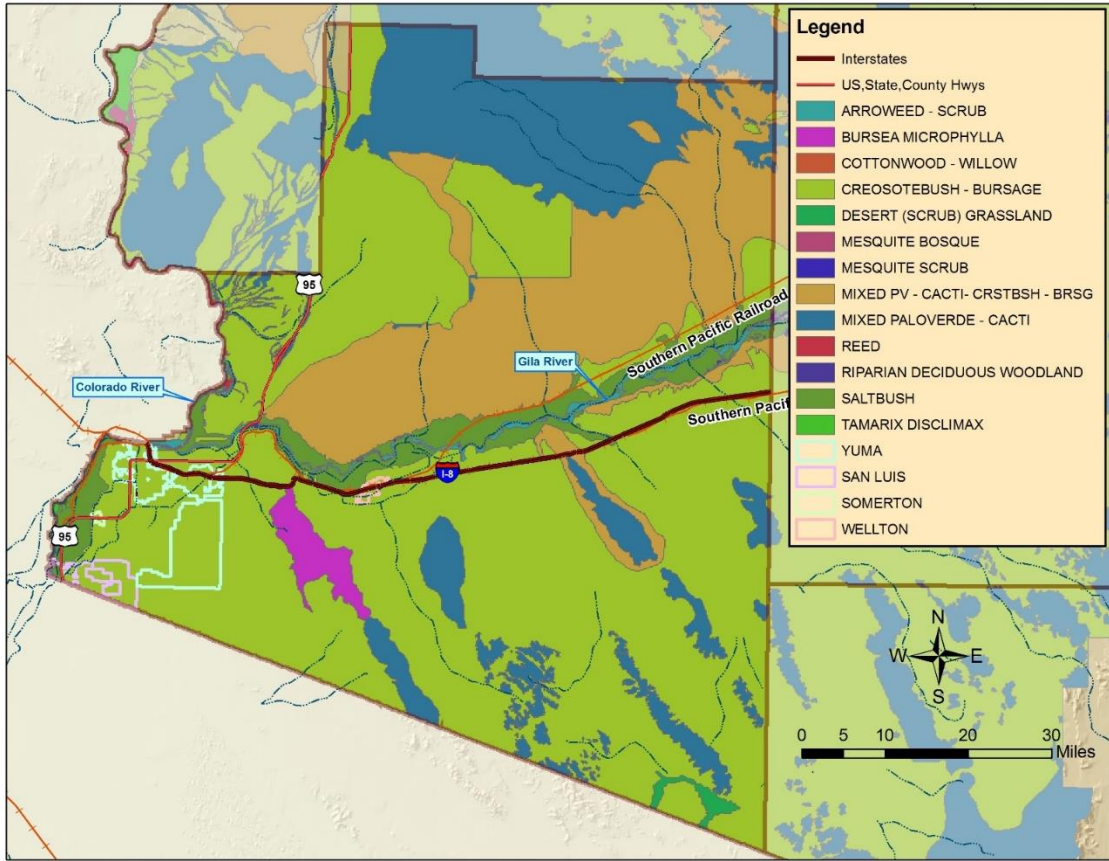 Legend
Interstates
US,State,County Hwys
ARROWEED - SCRUB
BURSEA MICROPHYLLA
COTTONWOOD - WILLOW
CREOSOTEBUSH - BURSAGE
DESERT (SCRUB) GRASSLAND
MESQUITE BOSQUE
MESQUITE SCRUB
MIXED PV - CACTI- CRSTBSH - BRSG
MIXED PALOVERDE - CACTI
REED
RIPARIAN DECIDUOUS WOODLAND
SALTBUSH
TAMARIX DISCLIMAX
YUMA
SAN LUIS
SOMERTON
WELLTON
95
Southern Pacific Railroad
Gila River
Colorado River
Southern Pacif
I-8
95
N
W E
S
0 5 10 20 30
Miles